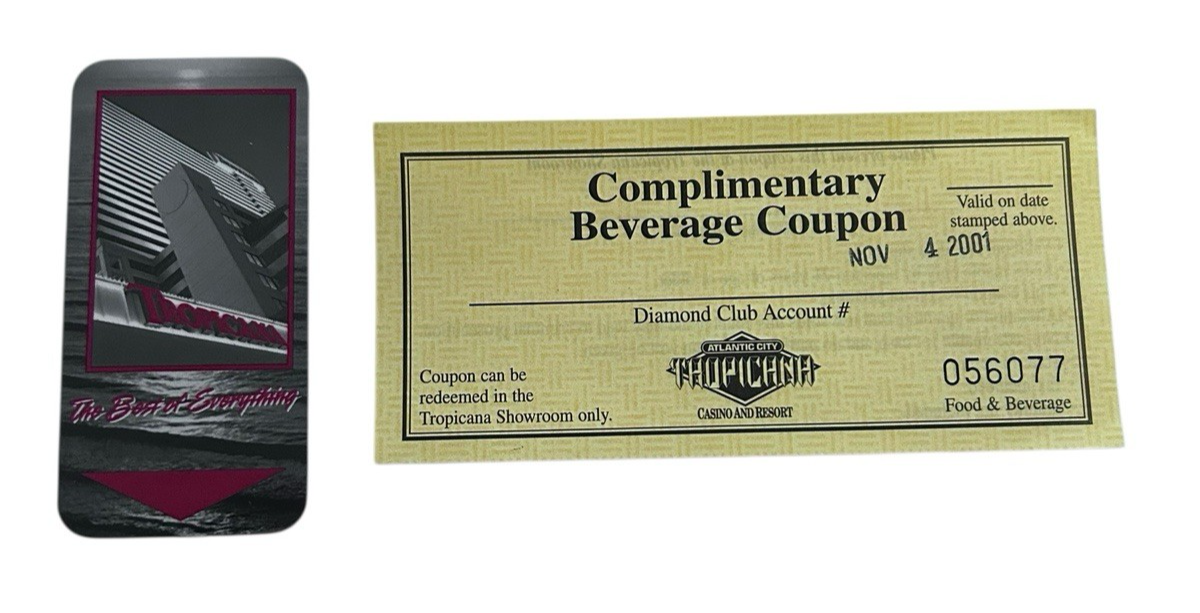 TROPICANA
The Best of Everything
Complimentary
Beverage Coupon
Valid on date
stamped above.
NOV 4 2001
Diamond Club Account #
ATLANTIC CITY
TROPICANA
CASINO AND RESORT
Coupon can be
redeemed in the
Tropicana Showroom only.
056077
Food & Beverage